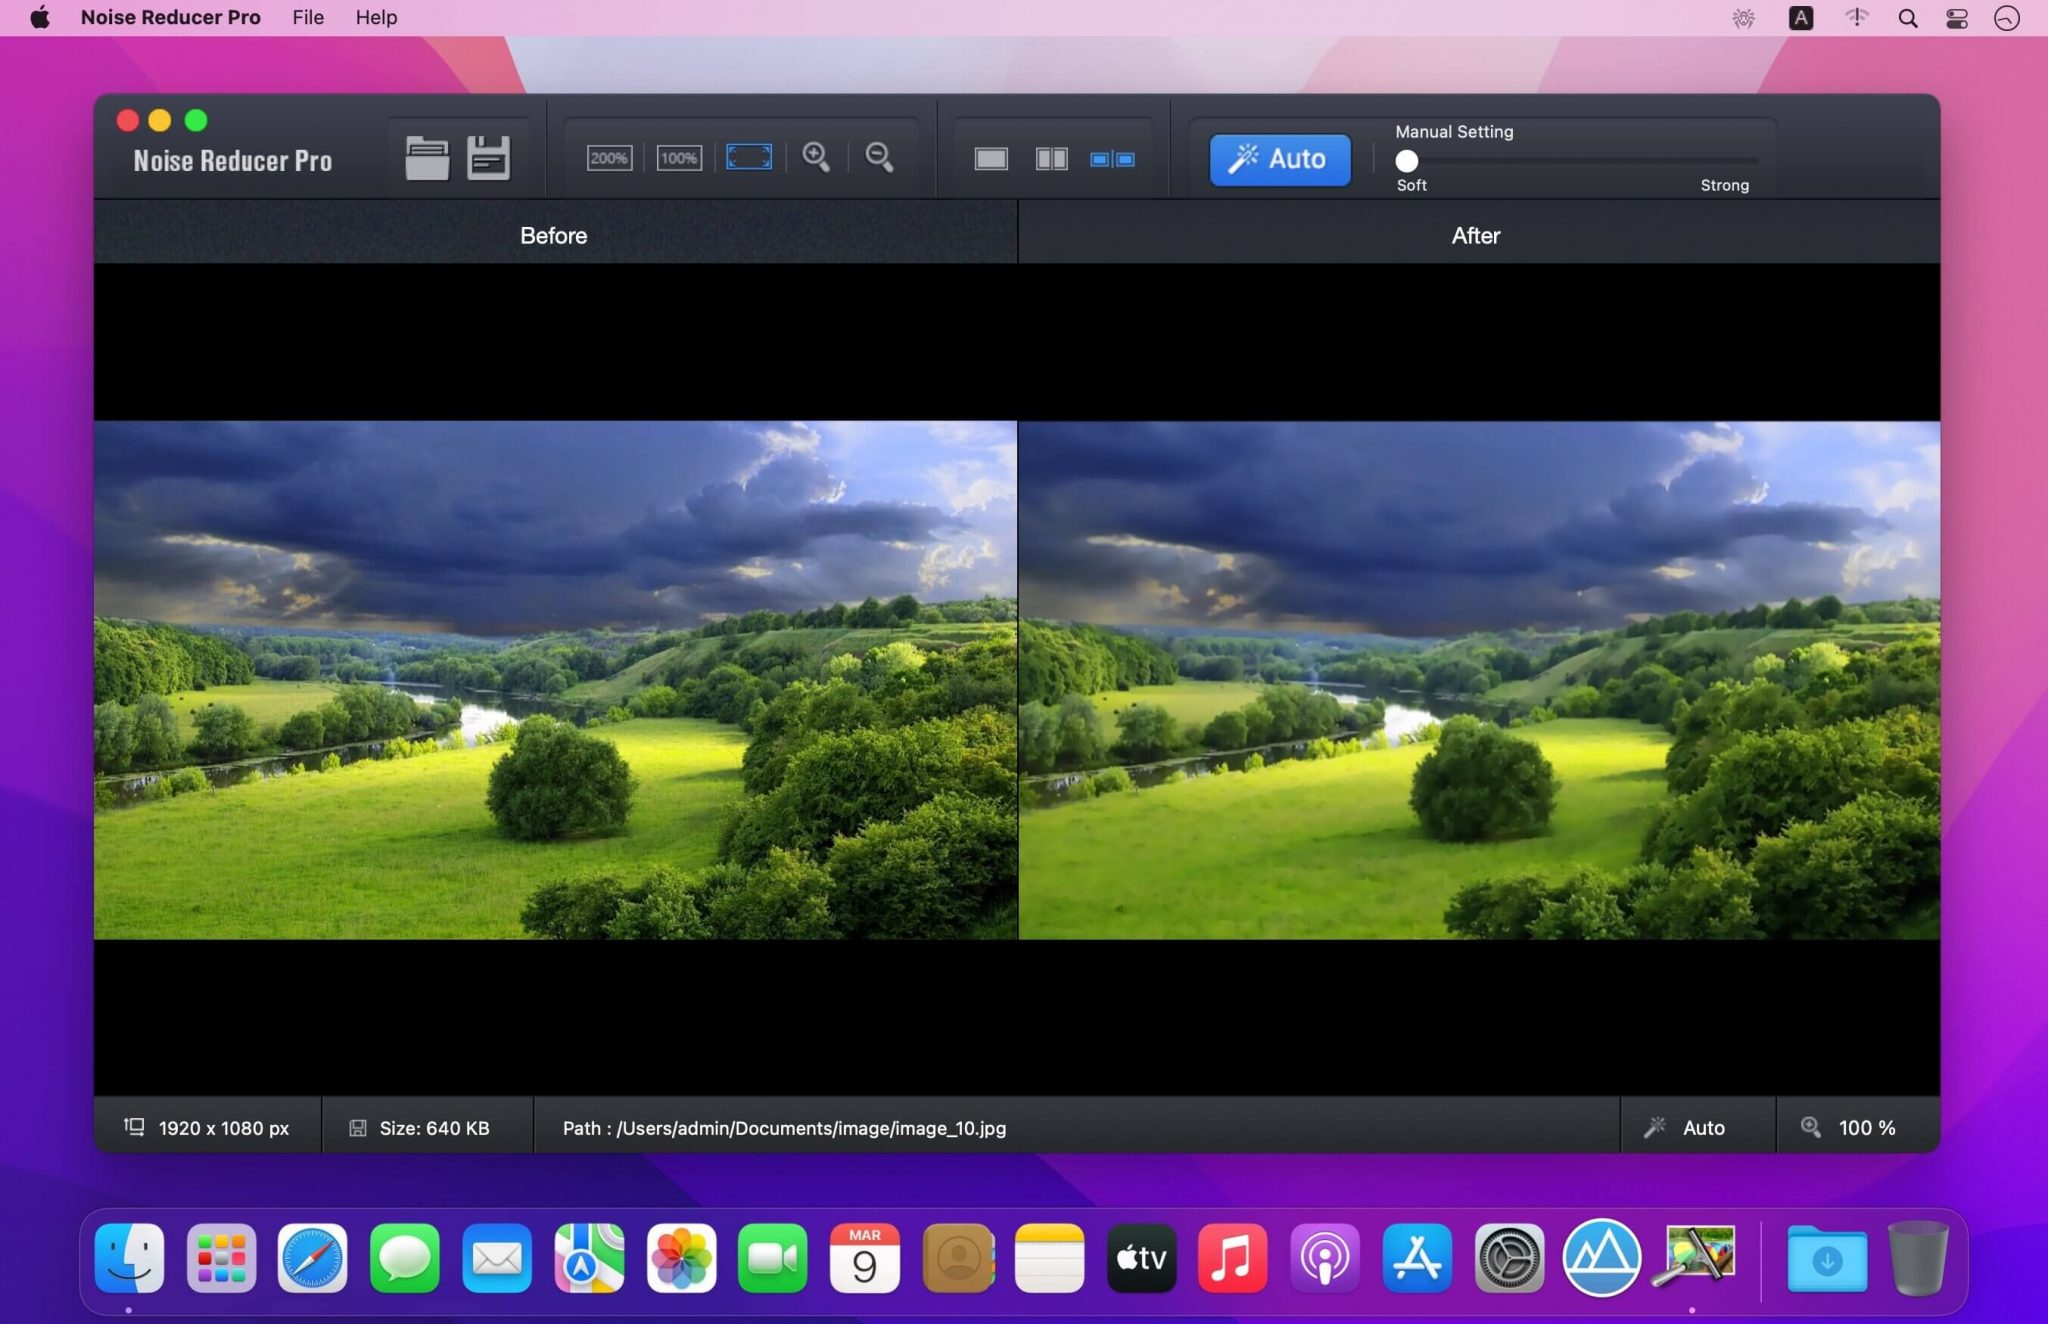 Noise Reducer Pro File Help
A
Noise Reducer Pro
200% 100%
Auto
Manual Setting
Soft Strong
Before After
1920 x 1080 px Size: 640 KB Path : /Users/admin/Documents/image/image_10.jpg Auto 100 %
MAR
9
tv